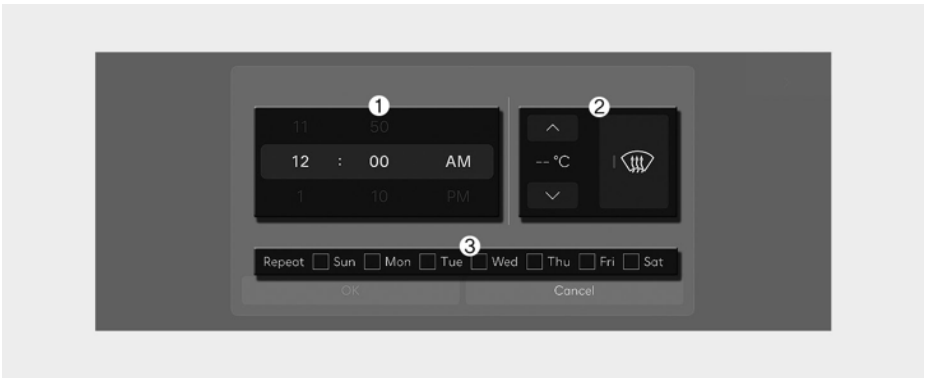 1
2
11 50
12 : 00 AM
-- °C
1 10 PM
3
Repeat Sun Mon Tue Wed Thu Fri Sat
OK Cancel